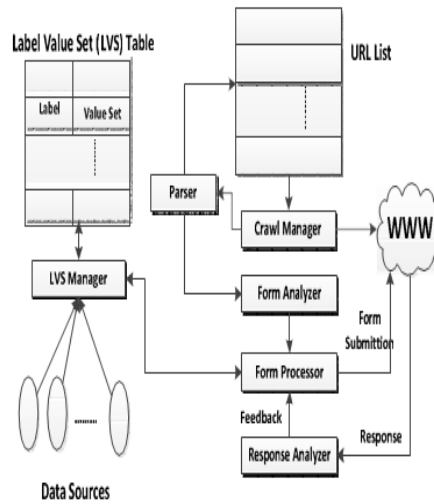 Label Value Set (LVS) Table
URL List
Label
Value Set
Parser
Crawl Manager
WWW
LVS Manager
Form Analyzer
Form
Submittion
Form Processor
Feedback
Response
Response Analyzer
Data Sources